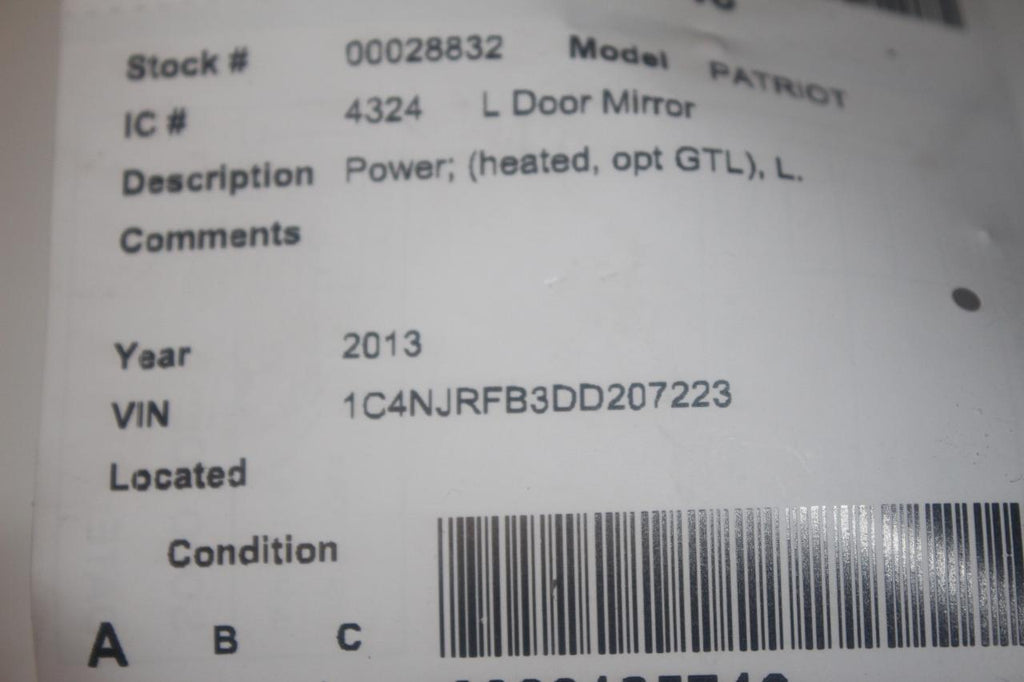 Stock # 00028832 Model PATRIOT
IC # 4324 L Door Mirror
Description Power; (heated, opt GTL), L.
Comments
Year 2013
VIN 1C4NJRFB3DD207223
Located
Condition
A B C